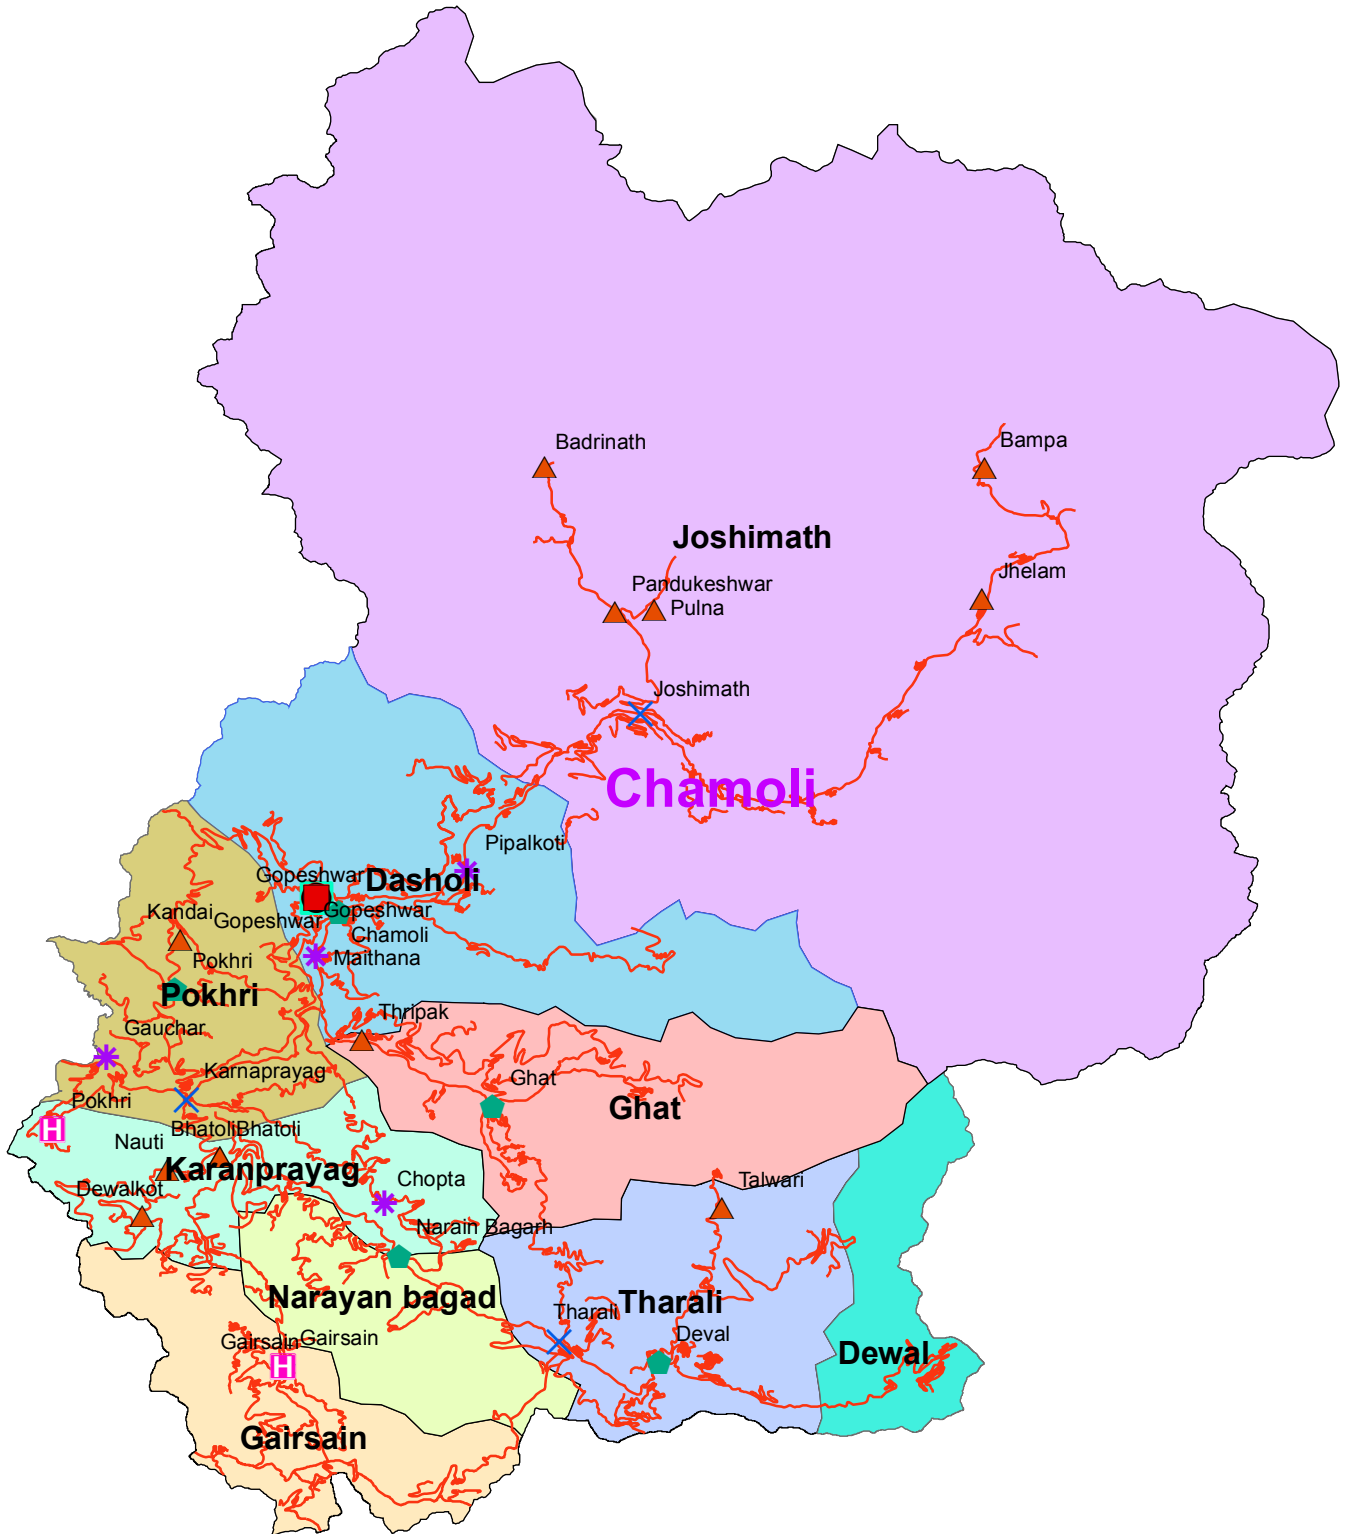 Badrinath
Bampa
Joshimath
Jhelam
Pandukeshwar
Pulna
Joshimath
Chamoli
Pipalkoti
Gopeshwar
Dasholi
Kandai
Gopeshwar
Gopeshwar
Chamoli
Pokhri
Maithana
Pokhri
Thripak
Gauchar
Karnaprayag
Ghat
Pokhri
Ghat
Nauti
BhatoliBhatoli
Karanprayag
Chopta
Talwari
Dewalkot
Narain Bagarh
Narayan bagad
Tharali
Tharali
Gairsain
Gairsain
Deval
Dewal
Gairsain